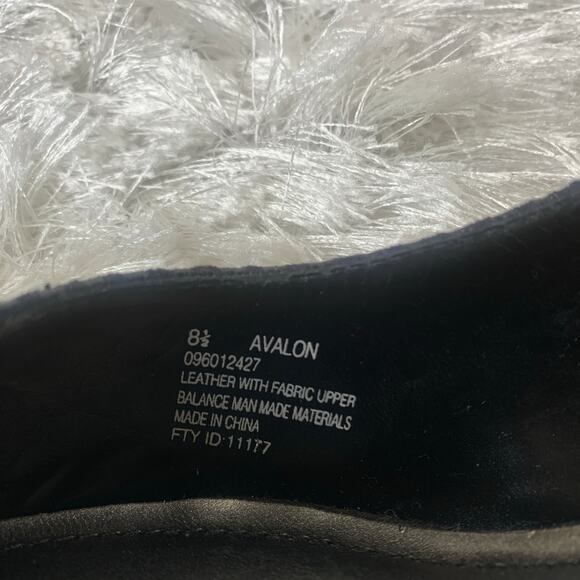 8½ AVALON
096012427
LEATHER WITH FABRIC UPPER
BALANCE MAN MADE MATERIALS
MADE IN CHINA
FTY ID:11177